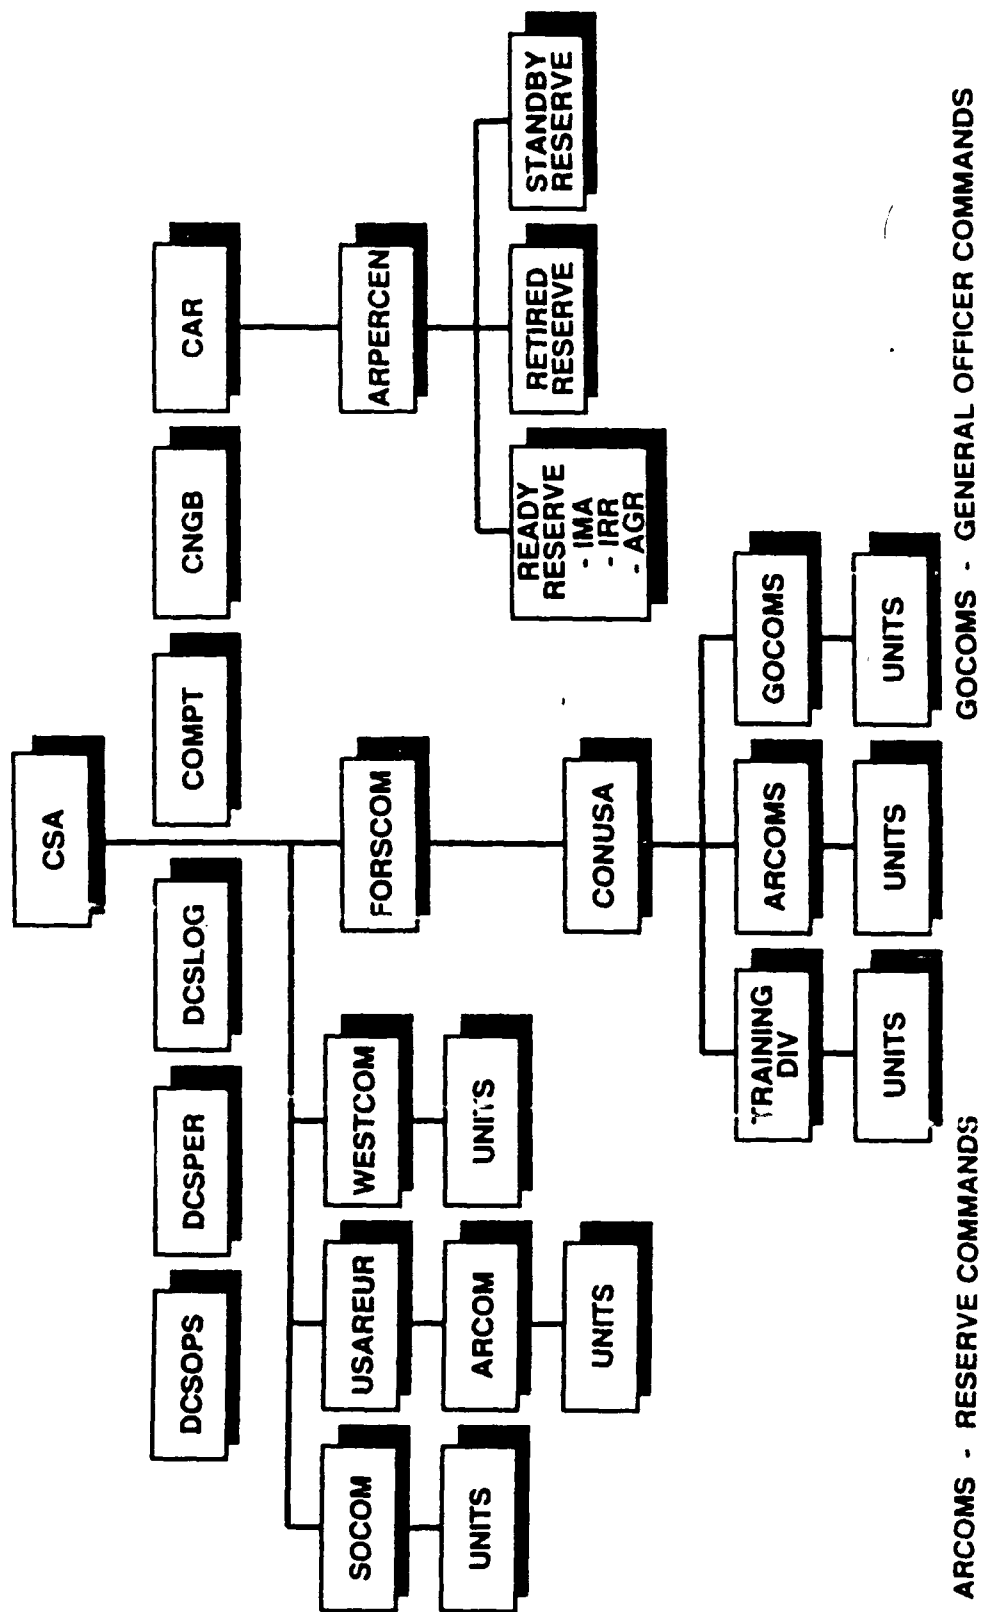 CSA
DCSOPS
DCSPER
DCSLOG
COMPT
CNGB
CAR
SOCOM
USAREUR
WESTCOM
FORSCOM
ARPERCEN
UNITS
ARCOM
UNITS
READY
RESERVE
- IMA
- IRR
- AGR
RETIRED
RESERVE
STANDBY
RESERVE
UNITS
CONUSA
TRAINING
DIV
ARCOMS
GOCOMS
UNITS
UNITS
UNITS
ARCOMS - RESERVE COMMANDS
GOCOMS - GENERAL OFFICER COMMANDS